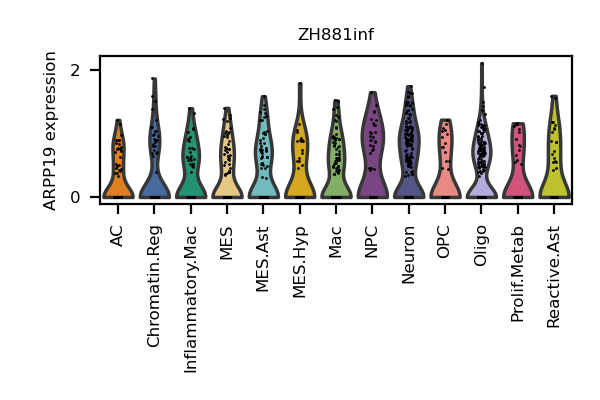 ZH881inf
ARPP19 expression
2
0
AC
Chromatin.Reg
Inflammatory.Mac
MES
MES.Ast
MES.Hyp
Mac
NPC
Neuron
OPC
Oligo
Prolif.Metab
Reactive.Ast